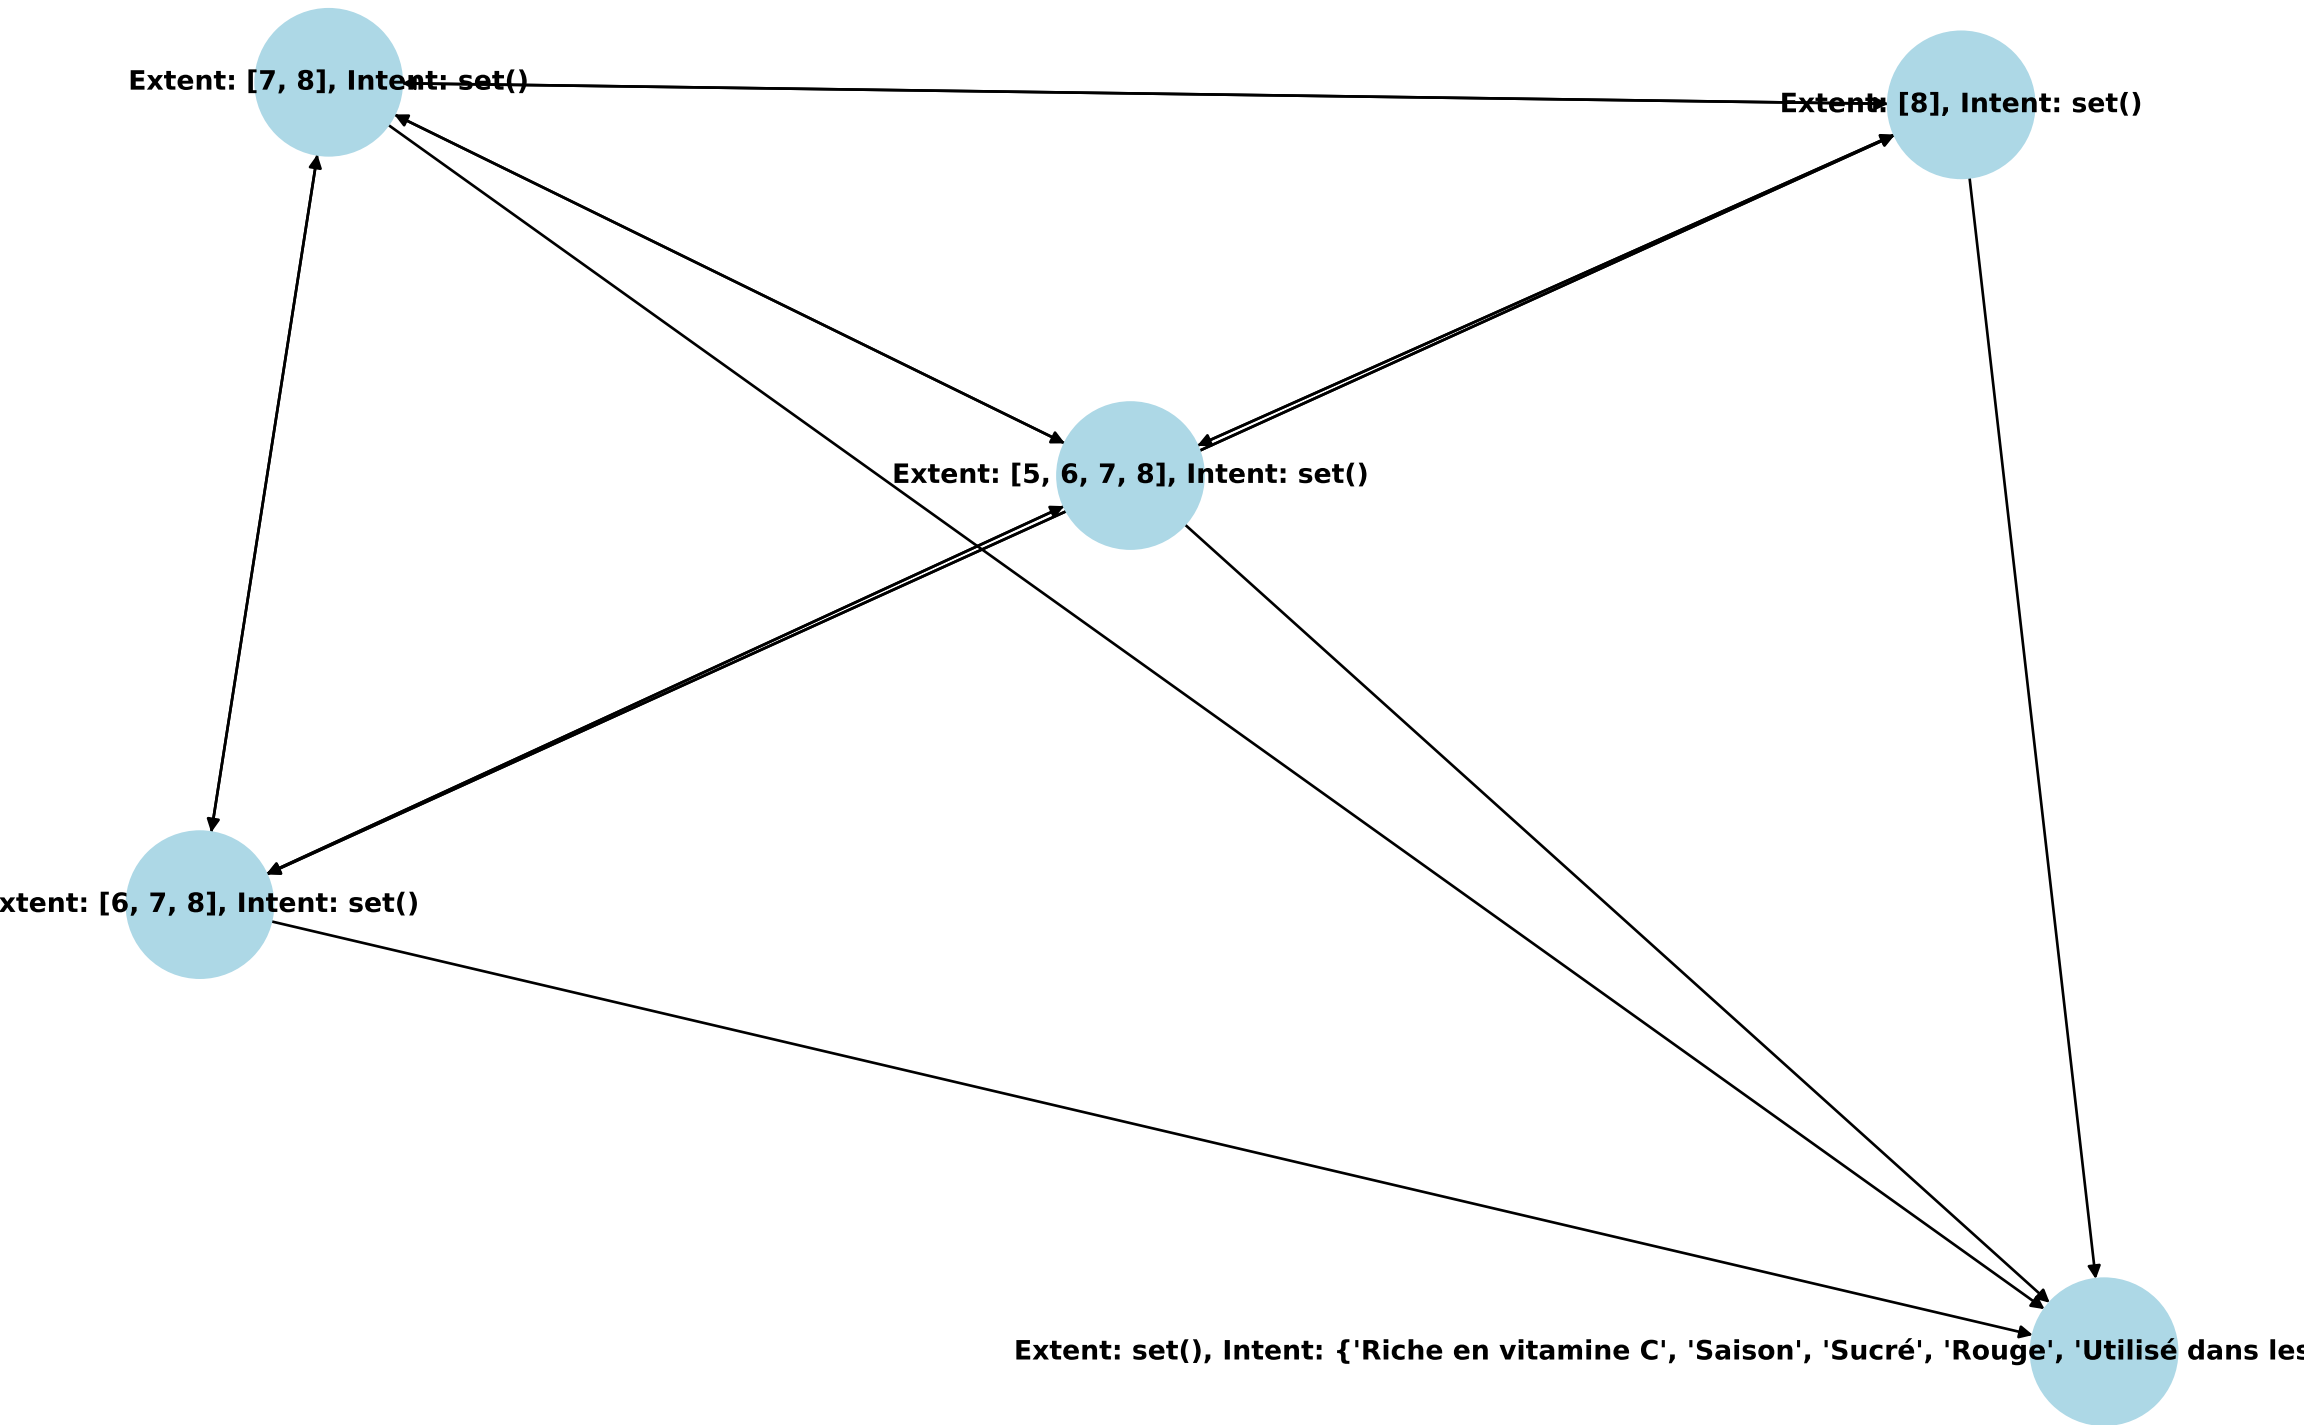 Extent: [7, 8], Intent: set()
Extent: [8], Intent: set()
Extent: [5, 6, 7, 8], Intent: set()
xtent: [6, 7, 8], Intent: set()
Extent: set(), Intent: {'Riche en vitamine C', 'Saison', 'Sucré', 'Rouge', 'Utilisé dans les